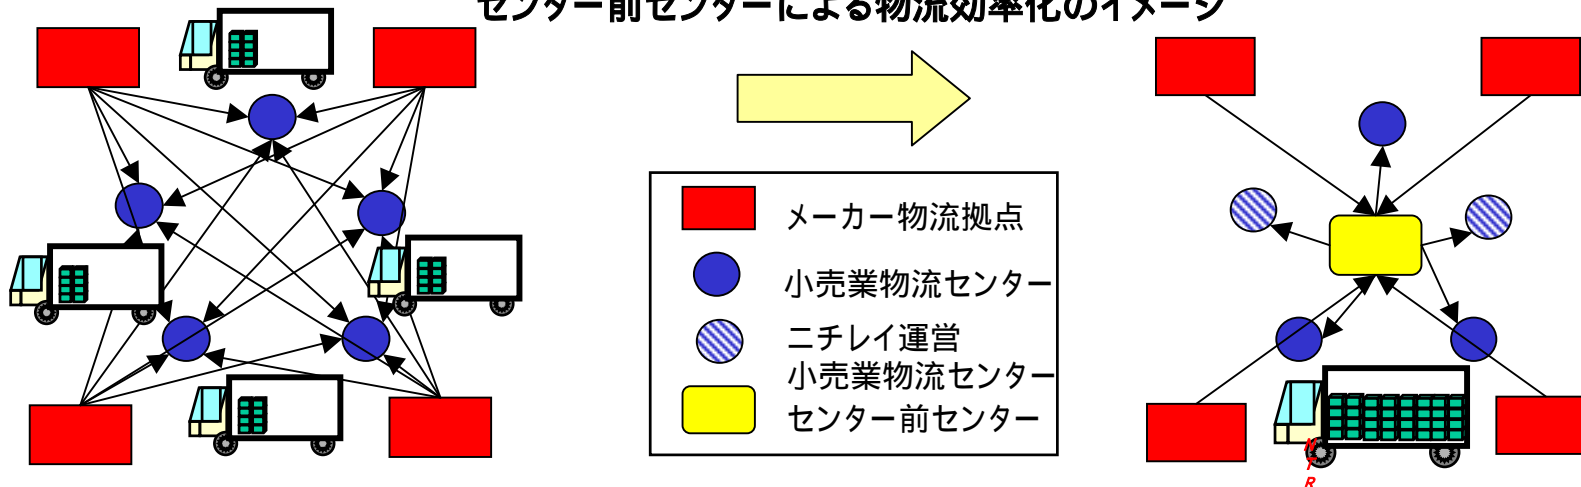 センター前センターによる物流効率化のイメージ
メーカー物流拠点
小売業物流センター
ニチレイ運営
小売業物流センター
センター前センター
N
T
R